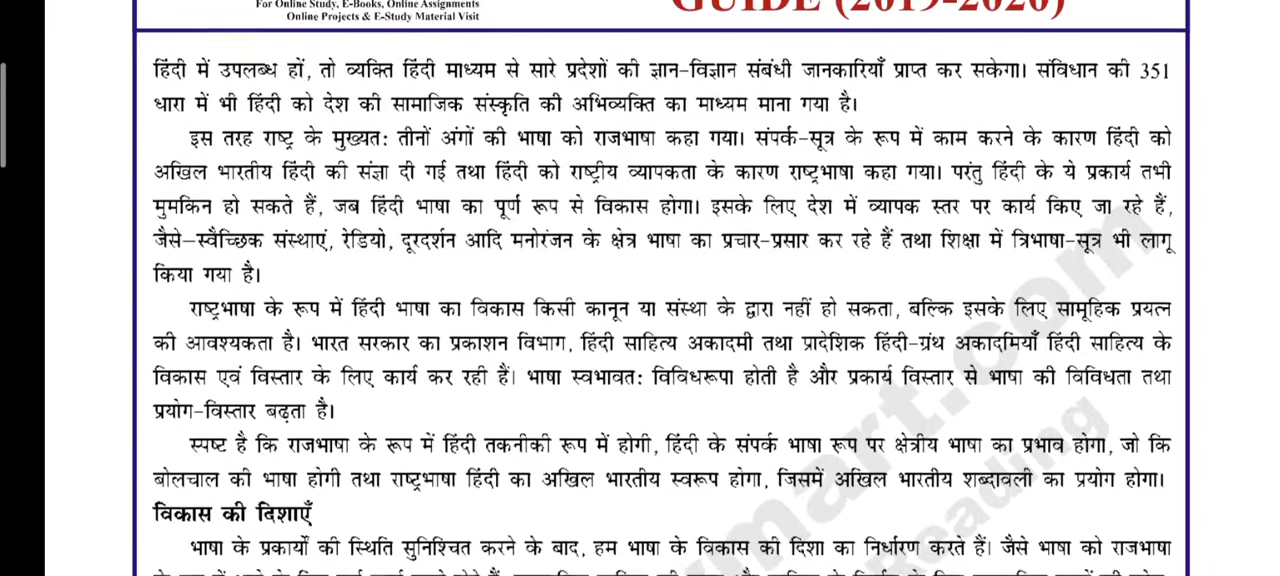 For Online Study, E-Books, Online Assignments
Online Projects & E-Study Material Visit
GUIDE (2019-2020)
हिंदी में उपलब्ध हों, तो व्यक्ति हिंदी माध्यम से सारे प्रदेशों की ज्ञान-विज्ञान संबंधी जानकारियाँ प्राप्त कर सकेगा। संविधान की 351
धारा में भी हिंदी को देश की सामाजिक संस्कृति की अभिव्यक्ति का माध्यम माना गया है।
इस तरह राष्ट्र के मुख्यतः तीनों अंगों की भाषा को राजभाषा कहा गया। संपर्क-सूत्र के रूप में काम करने के कारण हिंदी को
अखिल भारतीय हिंदी की संज्ञा दी गई तथा हिंदी को राष्ट्रीय व्यापकता के कारण राष्ट्रभाषा कहा गया। परंतु हिंदी के ये प्रकार्य तभी
मुमकिन हो सकते हैं, जब हिंदी भाषा का पूर्ण रूप से विकास होगा। इसके लिए देश में व्यापक स्तर पर कार्य किए जा रहे हैं,
जैसे–स्वैच्छिक संस्थाएं, रेडियो, दूरदर्शन आदि मनोरंजन के क्षेत्र भाषा का प्रचार-प्रसार कर रहे हैं तथा शिक्षा में त्रिभाषा-सूत्र भी लागू
किया गया है।
राष्ट्रभाषा के रूप में हिंदी भाषा का विकास किसी कानून या संस्था के द्वारा नहीं हो सकता, बल्कि इसके लिए सामूहिक प्रयत्न
की आवश्यकता है। भारत सरकार का प्रकाशन विभाग, हिंदी साहित्य अकादमी तथा प्रादेशिक हिंदी-ग्रंथ अकादमियाँ हिंदी साहित्य के
विकास एवं विस्तार के लिए कार्य कर रही हैं। भाषा स्वभावतः विविधरूपा होती है और प्रकार्य विस्तार से भाषा की विविधता तथा
प्रयोग-विस्तार बढ़ता है।
स्पष्ट है कि राजभाषा के रूप में हिंदी तकनीकी रूप में होगी, हिंदी के संपर्क भाषा रूप पर क्षेत्रीय भाषा का प्रभाव होगा, जो कि
बोलचाल की भाषा होगी तथा राष्ट्रभाषा हिंदी का अखिल भारतीय स्वरूप होगा, जिसमें अखिल भारतीय शब्दावली का प्रयोग होगा।
विकास की दिशाएँ
भाषा के प्रकार्यों की स्थिति सुनिश्चित करने के बाद, हम भाषा के विकास की दिशा का निर्धारण करते हैं। जैसे भाषा को राजभाषा